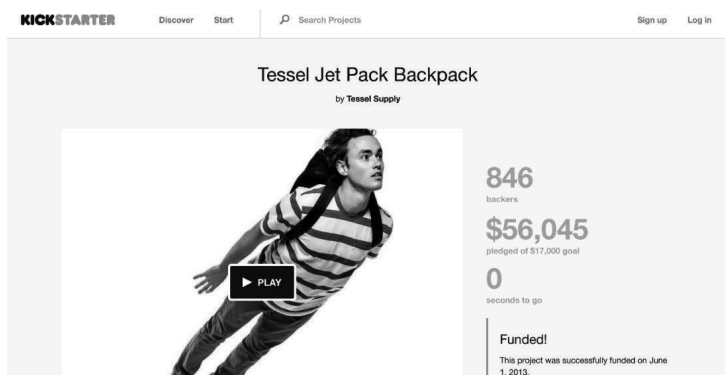 KICKSTARTER Discover Start Search Projects Sign up Log in
Tessel Jet Pack Backpack
by Tessel Supply
846
backers
$56,045
pledged of $17,000 goal
0
seconds to go
PLAY
Funded!
This project was successfully funded on June
1, 2013.